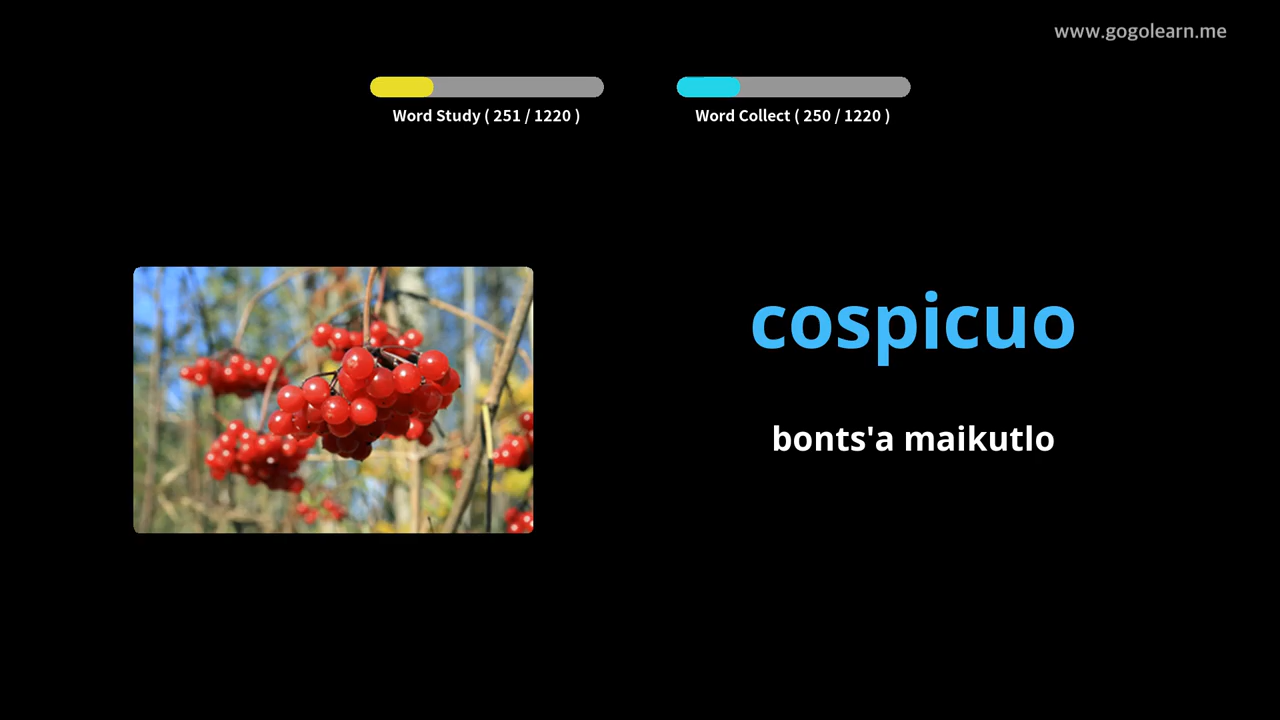 www.gogolearn.me
Word Study ( 251 / 1220 )
Word Collect ( 250 / 1220 )
cospicuo
bonts'a maikutlo